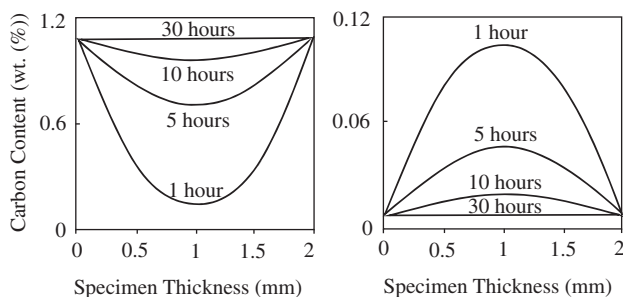 Carbon Content (wt. (%))
1.2
0.6
0
30 hours
10 hours
5 hours
1 hour
0 0.5 1 1.5 2
Specimen Thickness (mm)
0.12
0.06
0
1 hour
5 hours
10 hours
30 hours
0 0.5 1 1.5 2
Specimen Thickness (mm)